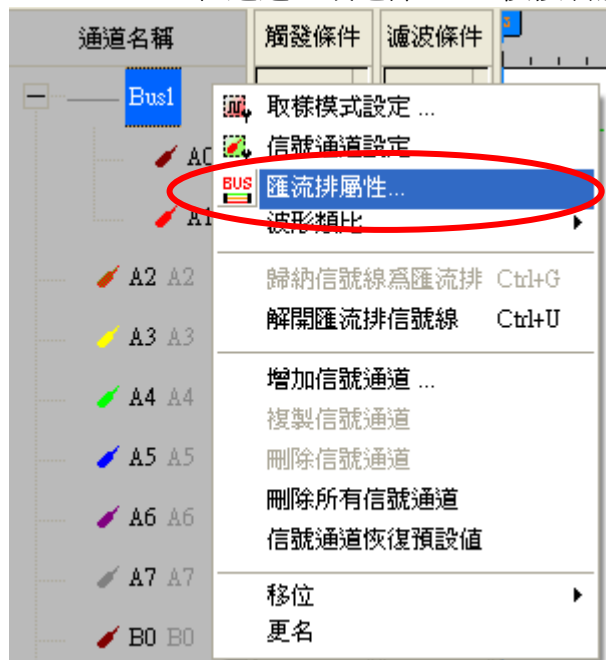 通道名稱 觸發條件 濾波條件
Bus1
取樣模式設定 ...
A0 信號通道設定
BUS 匯流排屬性...
A1 波形類比
A2 A2 歸納信號線爲匯流排 Ctrl+G
解開匯流排信號線 Ctrl+U
A3 A3
增加信號通道 ...
A4 A4 複製信號通道
A5 A5 刪除信號通道
刪除所有信號通道
A6 A6
信號通道恢復預設值
A7 A7
移位
B0 B0 更名